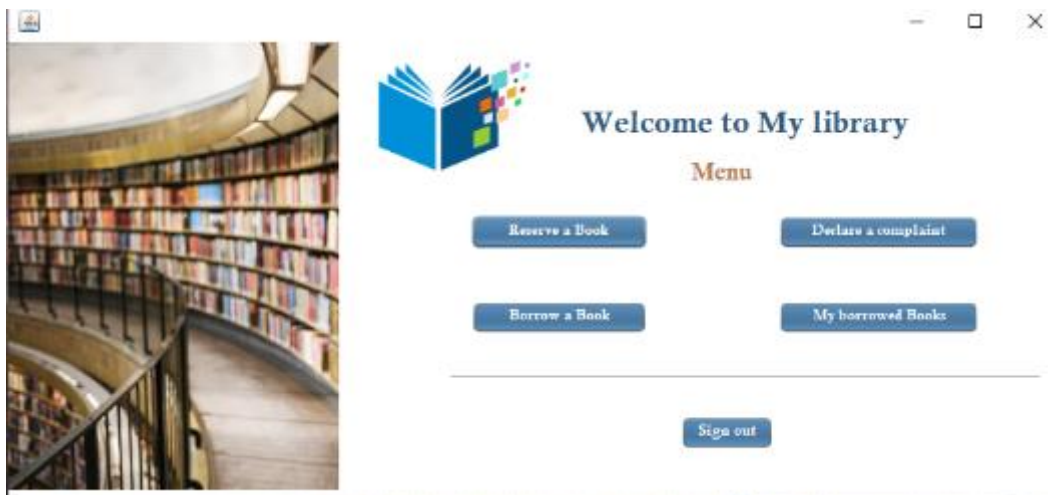 Welcome to My library
Menu
Reserve a Book
Declare a complaint
Borrow a Book
My borrowed Books
Sign out